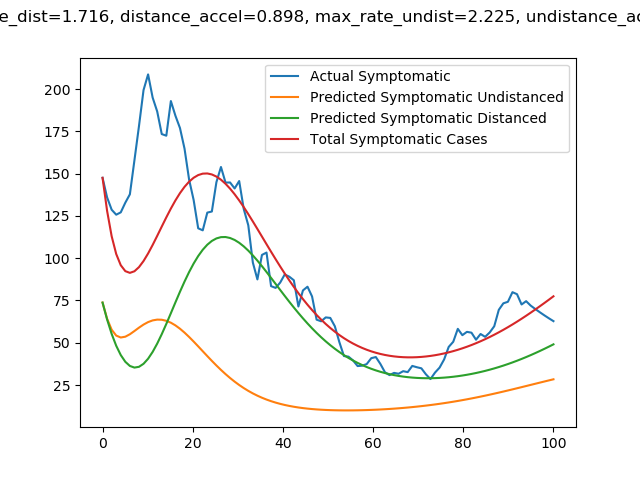 e_dist=1.716, distance_accel=0.898, max_rate_undist=2.225, undistance_ac
Actual Symptomatic
Predicted Symptomatic Undistanced
Predicted Symptomatic Distanced
Total Symptomatic Cases
200
175
150
125
100
75
50
25
0 20 40 60 80 100